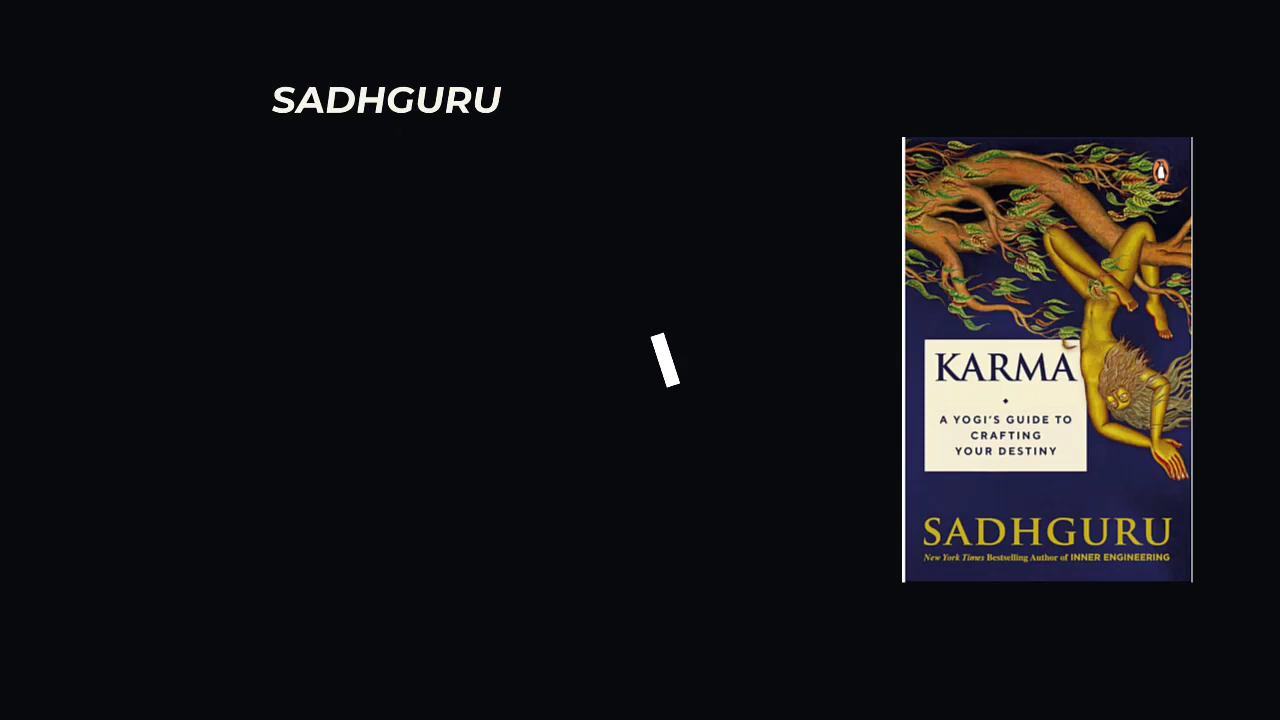 SADHGURU
KARMA
A YOGI'S GUIDE TO
CRAFTING
YOUR DESTINY
SADHGURU
New York Times Bestselling Author of INNER ENGINEERING